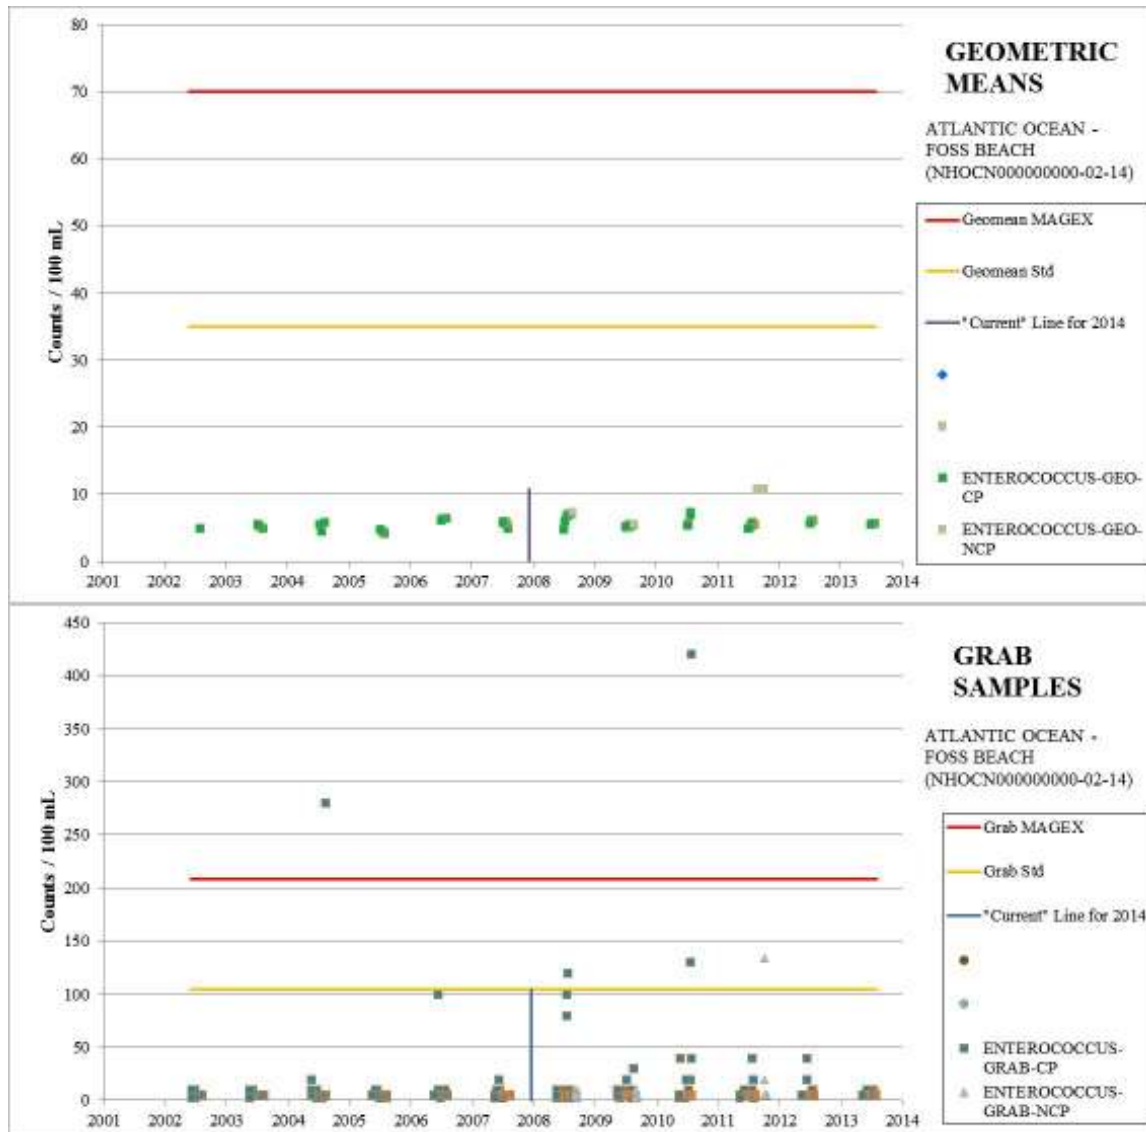 80
70
60
50
40
30
20
10
0
Counts / 100 mL
2001 2002 2003 2004 2005 2006 2007 2008 2009 2010 2011 2012 2013 2014
GEOMETRIC
MEANS
ATLANTIC OCEAN -
FOSS BEACH
(NHOCN000000000-02-14)
Geomean MAGEX
Geomean Std
"Current" Line for 2014
ENTEROCOCCUS-GEO-
CP
ENTEROCOCCUS-GEO-
NCP
450
400
350
300
250
200
150
100
50
0
Counts / 100 mL
2001 2002 2003 2004 2005 2006 2007 2008 2009 2010 2011 2012 2013 2014
GRAB
SAMPLES
ATLANTIC OCEAN -
FOSS BEACH
(NHOCN000000000-02-14)
Grab MAGEX
Grab Std
"Current" Line for 2014
ENTEROCOCCUS-
GRAB-CP
ENTEROCOCCUS-
GRAB-NCP